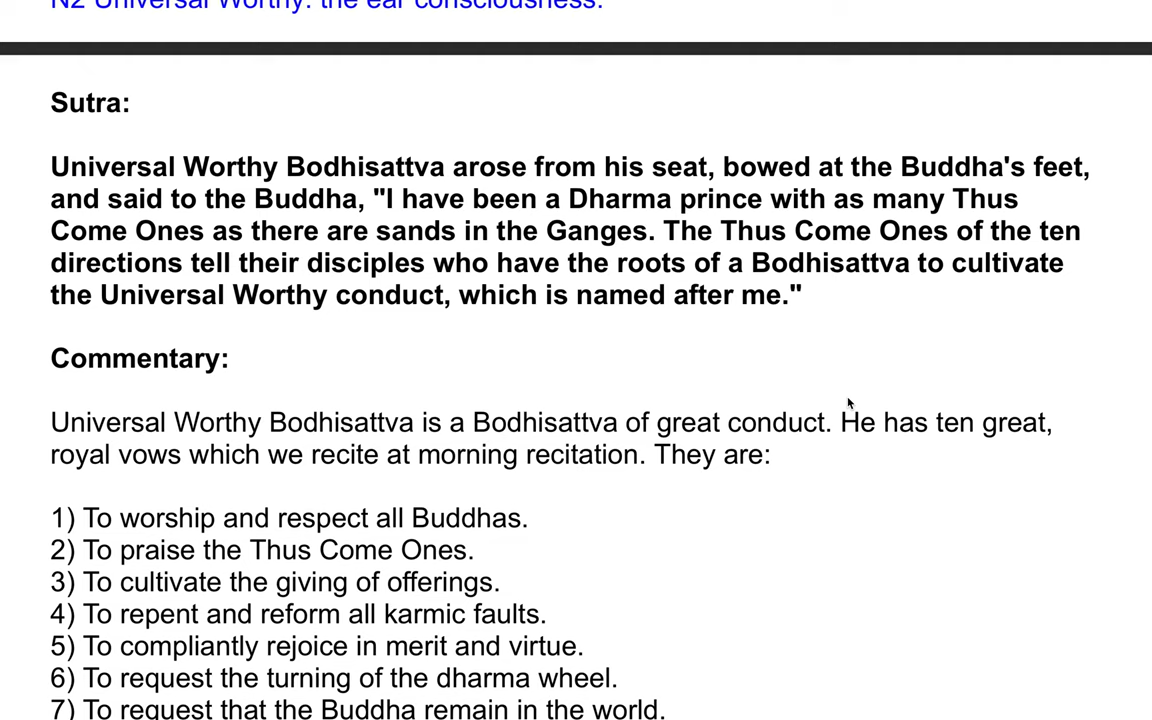 N2 Universal Worthy: the ear consciousness.
Sutra:
Universal Worthy Bodhisattva arose from his seat, bowed at the Buddha's feet,
and said to the Buddha, "I have been a Dharma prince with as many Thus
Come Ones as there are sands in the Ganges. The Thus Come Ones of the ten
directions tell their disciples who have the roots of a Bodhisattva to cultivate
the Universal Worthy conduct, which is named after me."
Commentary:
Universal Worthy Bodhisattva is a Bodhisattva of great conduct. He has ten great,
royal vows which we recite at morning recitation. They are:
1) To worship and respect all Buddhas.
2) To praise the Thus Come Ones.
3) To cultivate the giving of offerings.
4) To repent and reform all karmic faults.
5) To compliantly rejoice in merit and virtue.
6) To request the turning of the dharma wheel.
7) To request that the Buddha remain in the world.